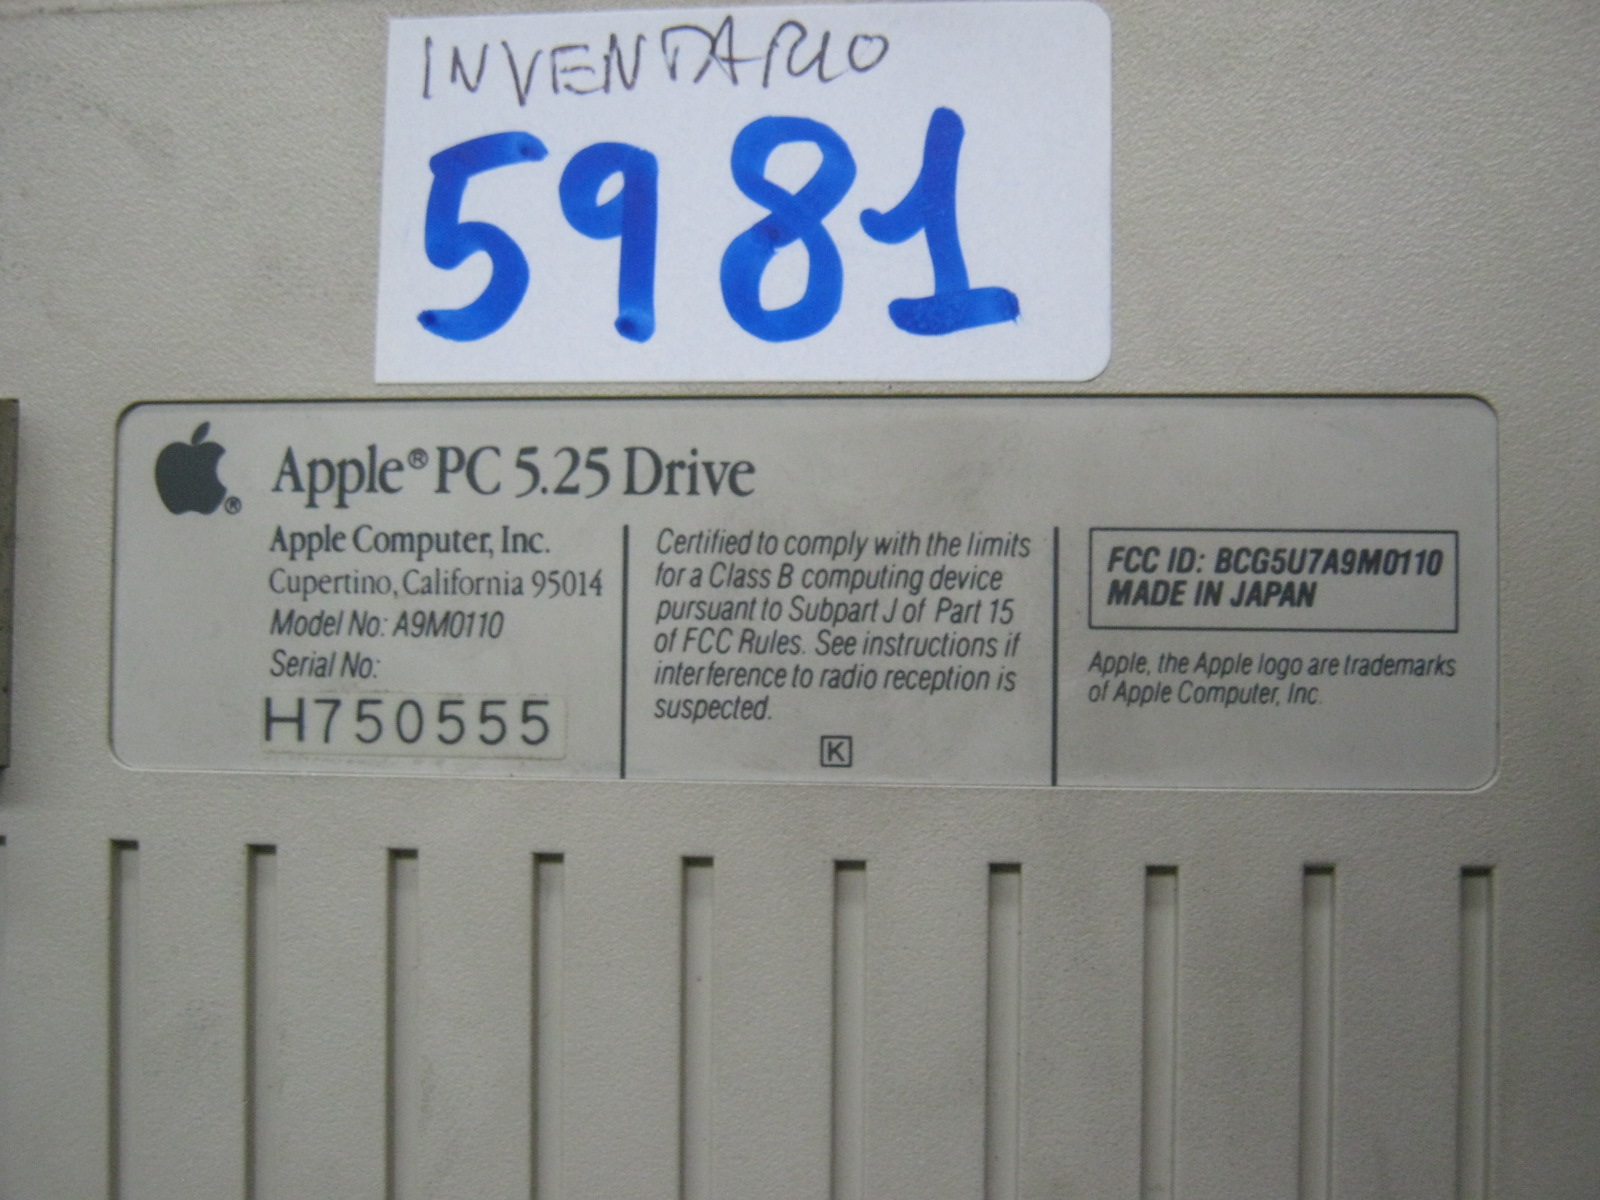 INVENTARIO
5981
Apple® PC 5.25 Drive
®
Apple Computer, Inc.
Cupertino, California 95014
Model No: A9M0110
Serial No:
H750555
Certified to comply with the limits
for a Class B computing device
pursuant to Subpart J of Part 15
of FCC Rules. See instructions if
interference to radio reception is
suspected.
K
FCC ID: BCG5U7A9M0110
MADE IN JAPAN
Apple, the Apple logo are trademarks
of Apple Computer, Inc.